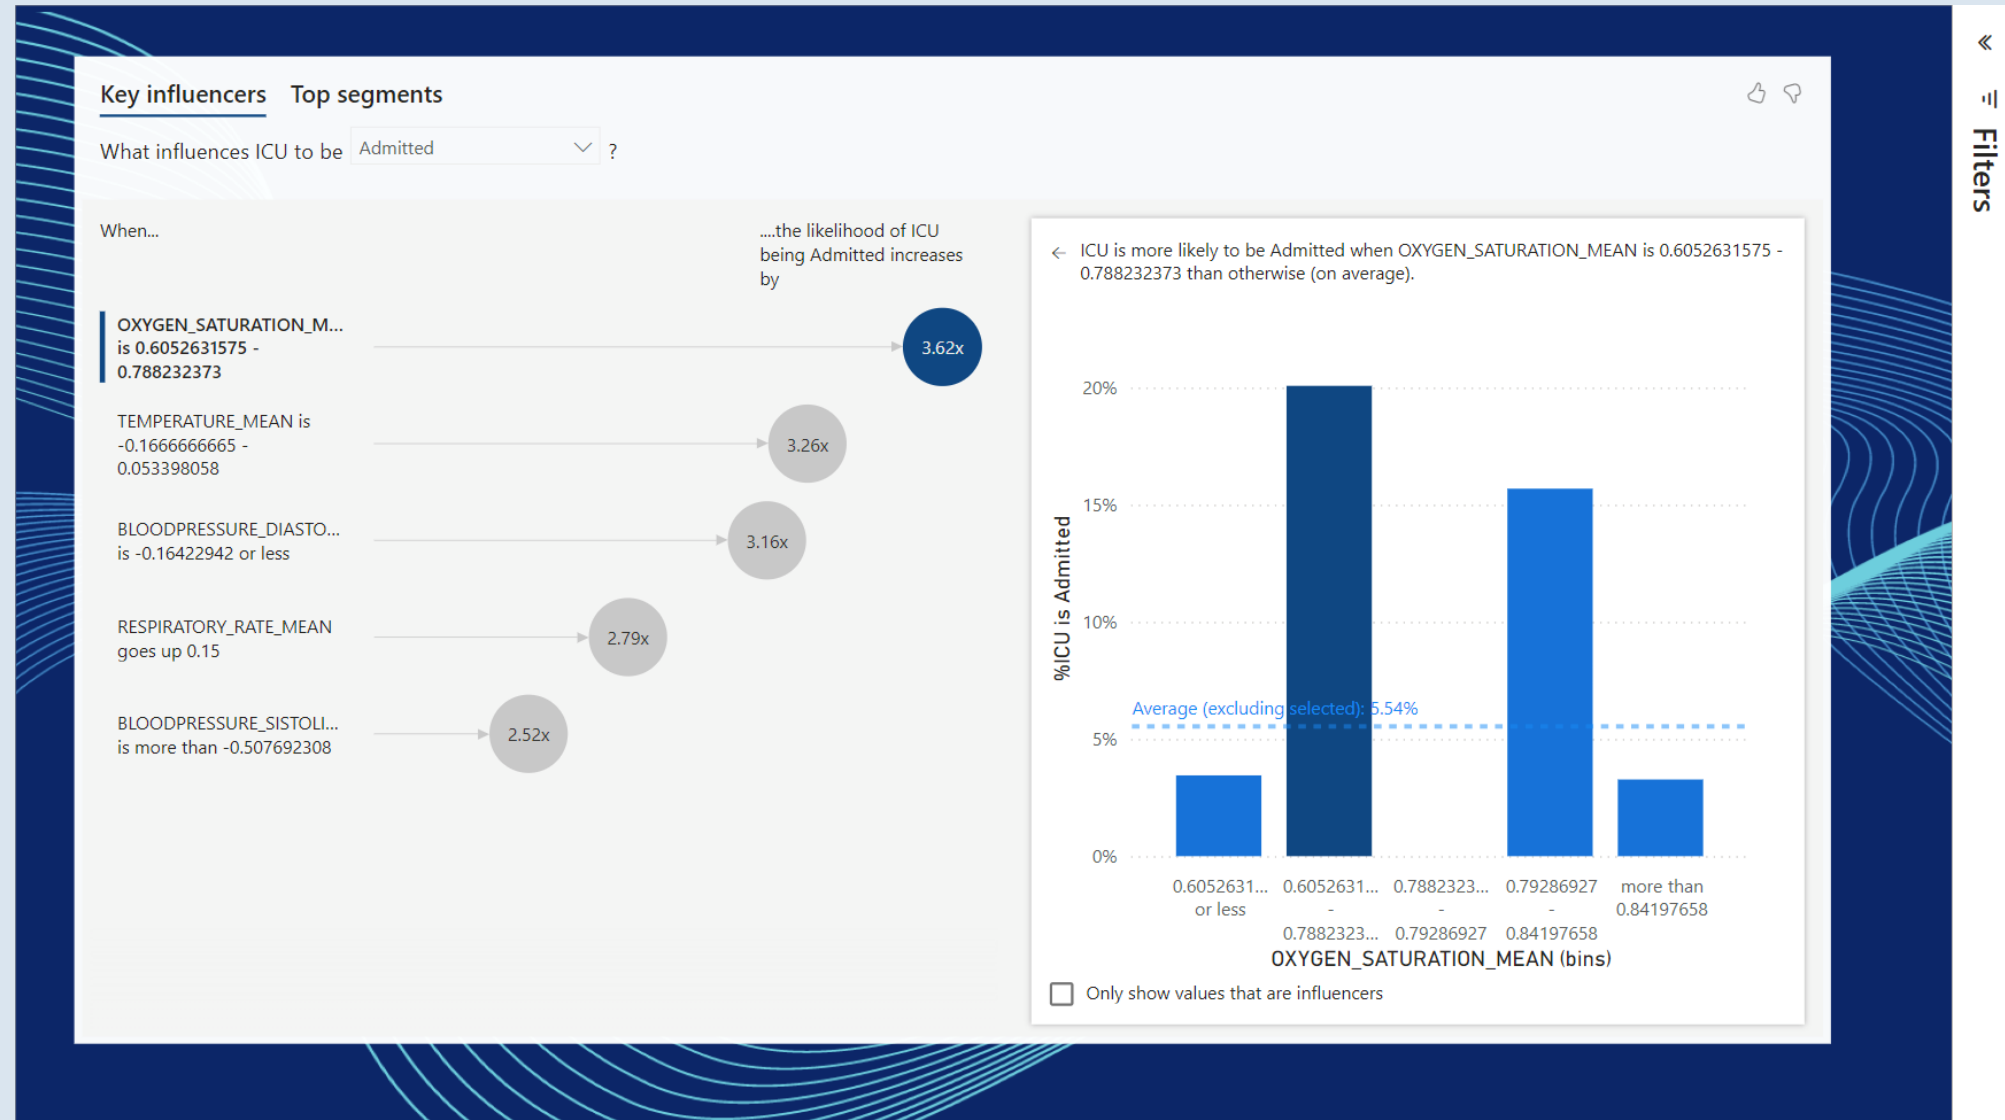 Key influencers Top segments
What influences ICU to be Admitted ?
When...
....the likelihood of ICU
being Admitted increases
by
OXYGEN_SATURATION_M...
is 0.6052631575 -
0.788232373
3.62x
TEMPERATURE_MEAN is
-0.1666666665 -
0.053398058
3.26x
BLOODPRESSURE_DIASTO...
is -0.16422942 or less
3.16x
RESPIRATORY_RATE_MEAN
goes up 0.15
2.79x
BLOODPRESSURE_SISTOLI...
is more than -0.507692308
2.52x
ICU is more likely to be Admitted when OXYGEN_SATURATION_MEAN is 0.6052631575 -
0.788232373 than otherwise (on average).
%ICU is Admitted
20%
15%
10%
Average (excluding selected): 5.54%
5%
0%
0.6052631... 0.6052631... 0.7882323... 0.79286927 more than
or less - - - 0.84197658
0.7882323... 0.79286927 0.84197658
OXYGEN_SATURATION_MEAN (bins)
Only show values that are influencers
Filters